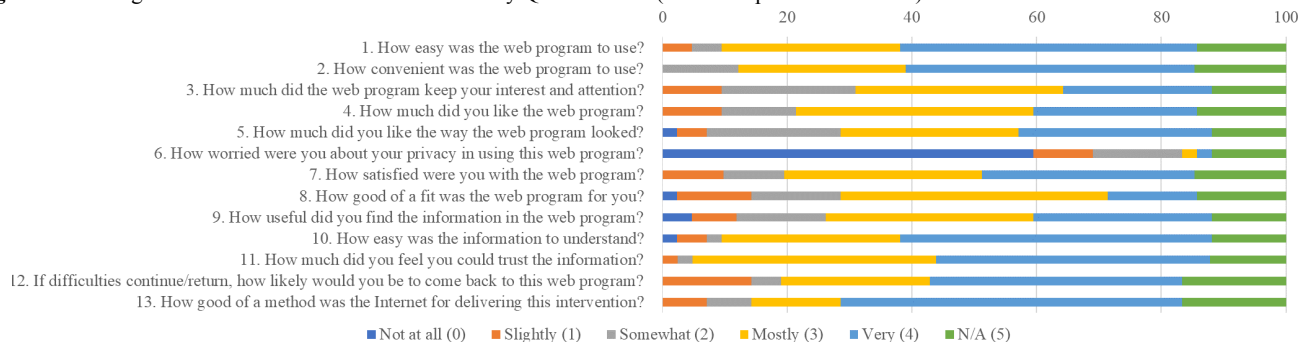 0 20 40 60 80 100
1. How easy was the web program to use?
2. How convenient was the web program to use?
3. How much did the web program keep your interest and attention?
4. How much did you like the web program?
5. How much did you like the way the web program looked?
6. How worried were you about your privacy in using this web program?
7. How satisfied were you with the web program?
8. How good of a fit was the web program for you?
9. How useful did you find the information in the web program?
10. How easy was the information to understand?
11. How much did you feel you could trust the information?
12. If difficulties continue/return, how likely would you be to come back to this web program?
13. How good of a method was the Internet for delivering this intervention?
Not at all (0) Slightly (1) Somewhat (2) Mostly (3) Very (4) N/A (5)